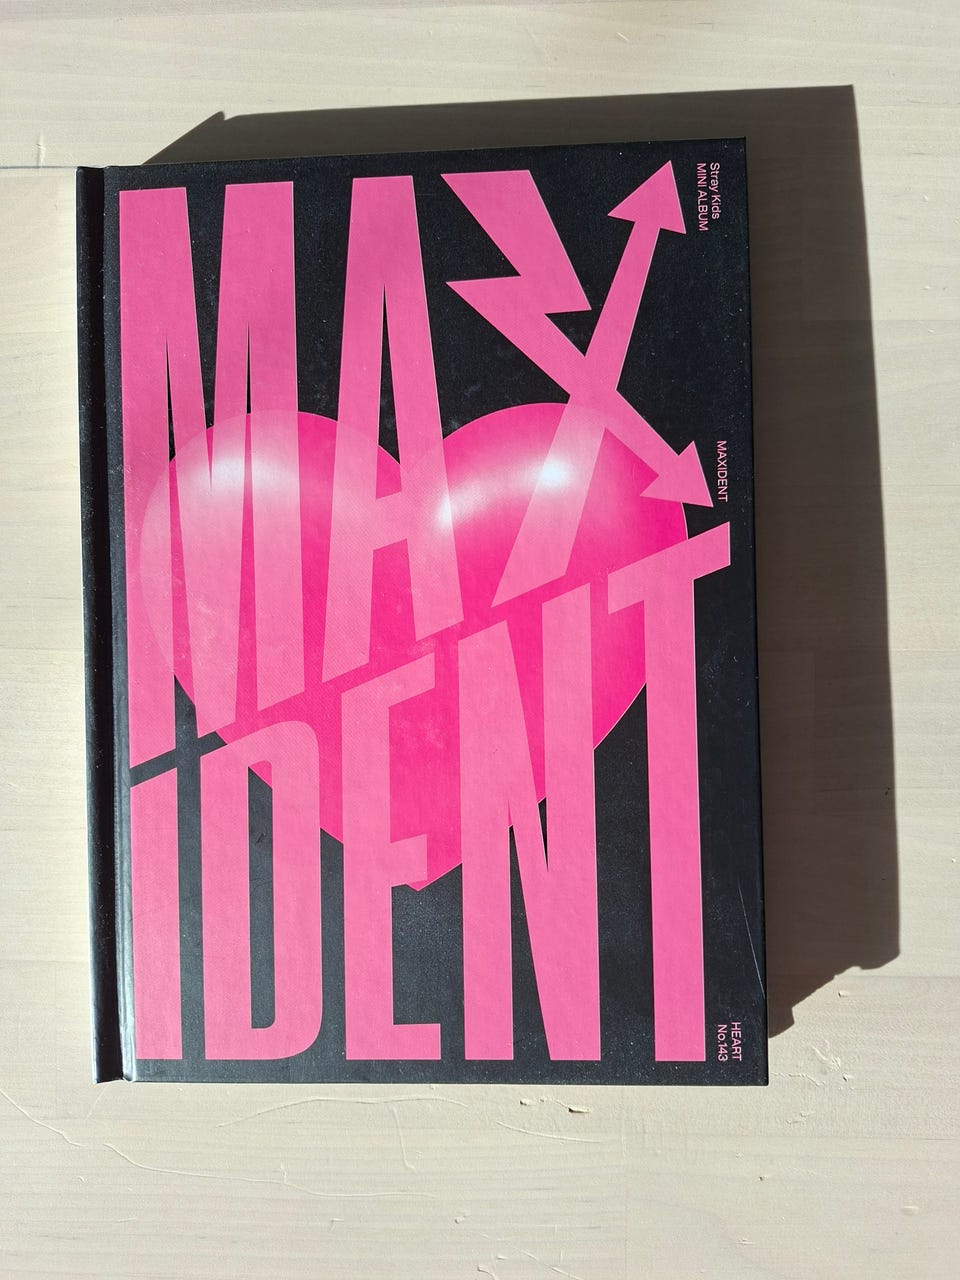 MAX
IDENT
Stray Kids
MINI ALBUM
MAXIDENT
HEART
No.143